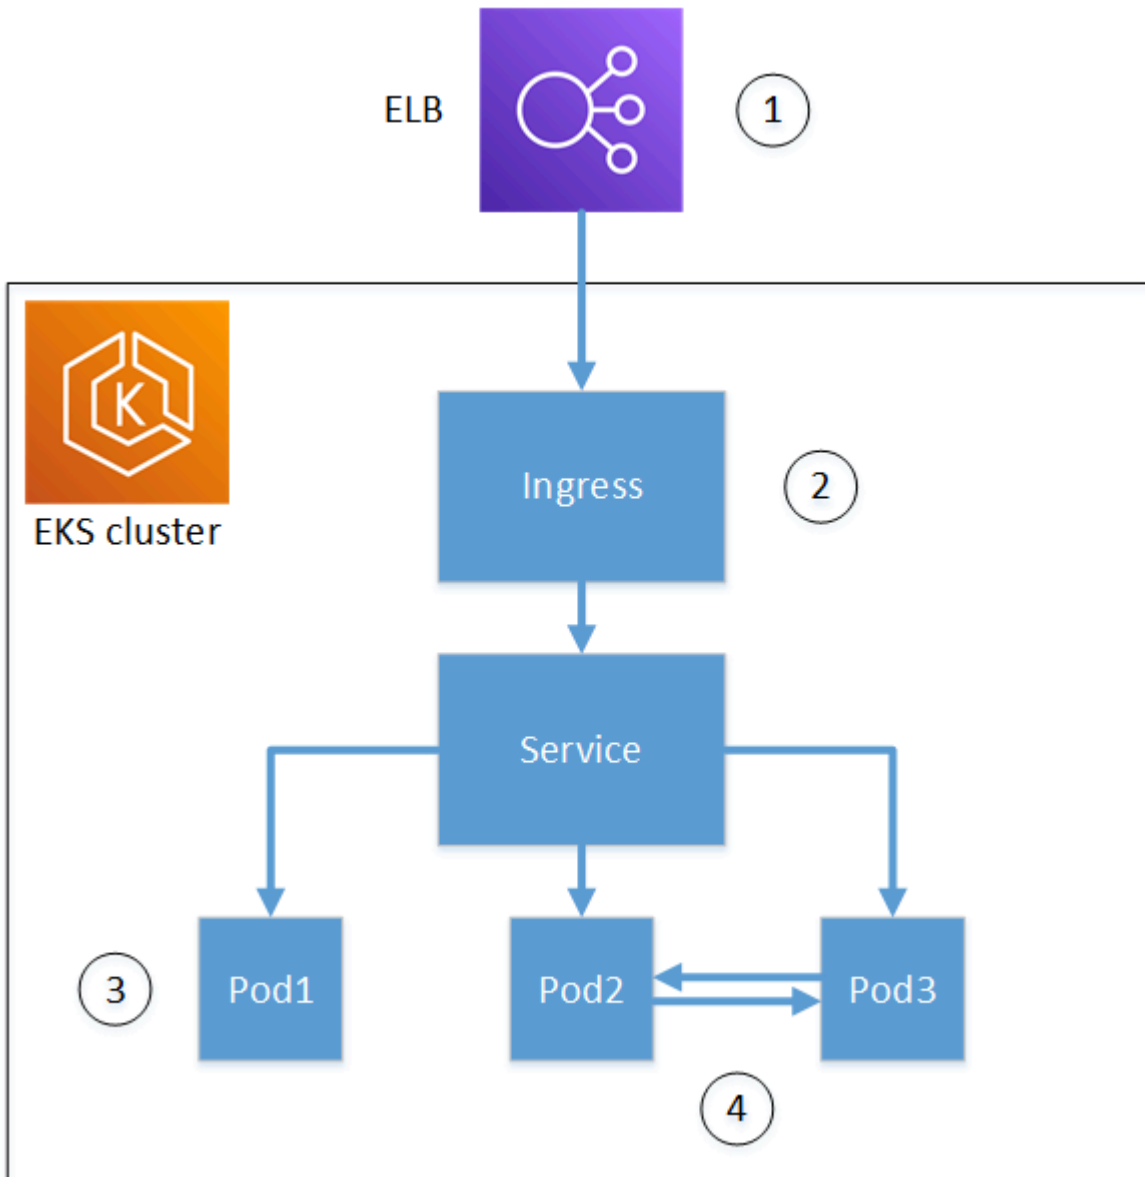 ELB
1
K
EKS cluster
Ingress
2
Service
3
Pod1
Pod2
Pod3
4